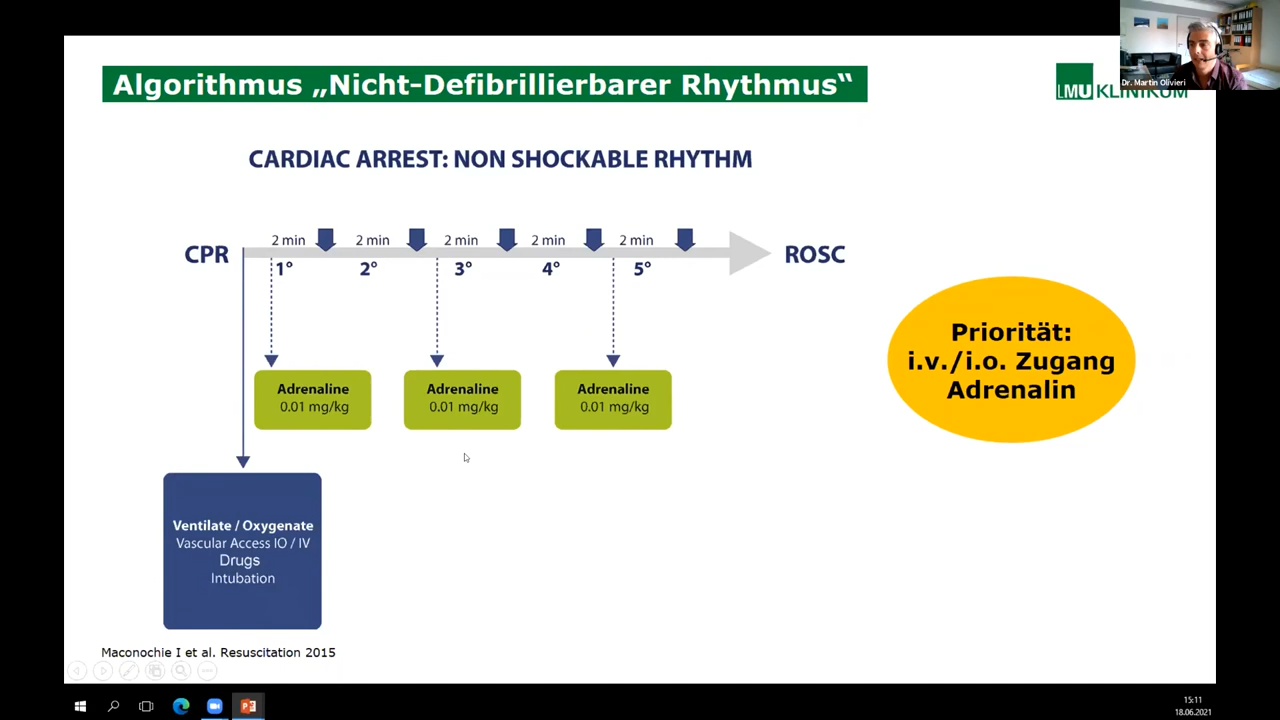 Dr. Martin Olivieri
Algorithmus „Nicht-Defibrillierbarer Rhythmus“
LMU KLINIKUM
CARDIAC ARREST: NON SHOCKABLE RHYTHM
2 min 2 min 2 min 2 min 2 min
CPR
ROSC
1° 2° 3° 4° 5°
Priorität:
i.v./i.o. Zugang
Adrenalin
Adrenaline
0.01 mg/kg
Adrenaline
0.01 mg/kg
Adrenaline
0.01 mg/kg
Ventilate / Oxygenate
Vascular Access IO / IV
Drugs
Intubation
Maconochie I et al. Resuscitation 2015
15:11
18.06.2021